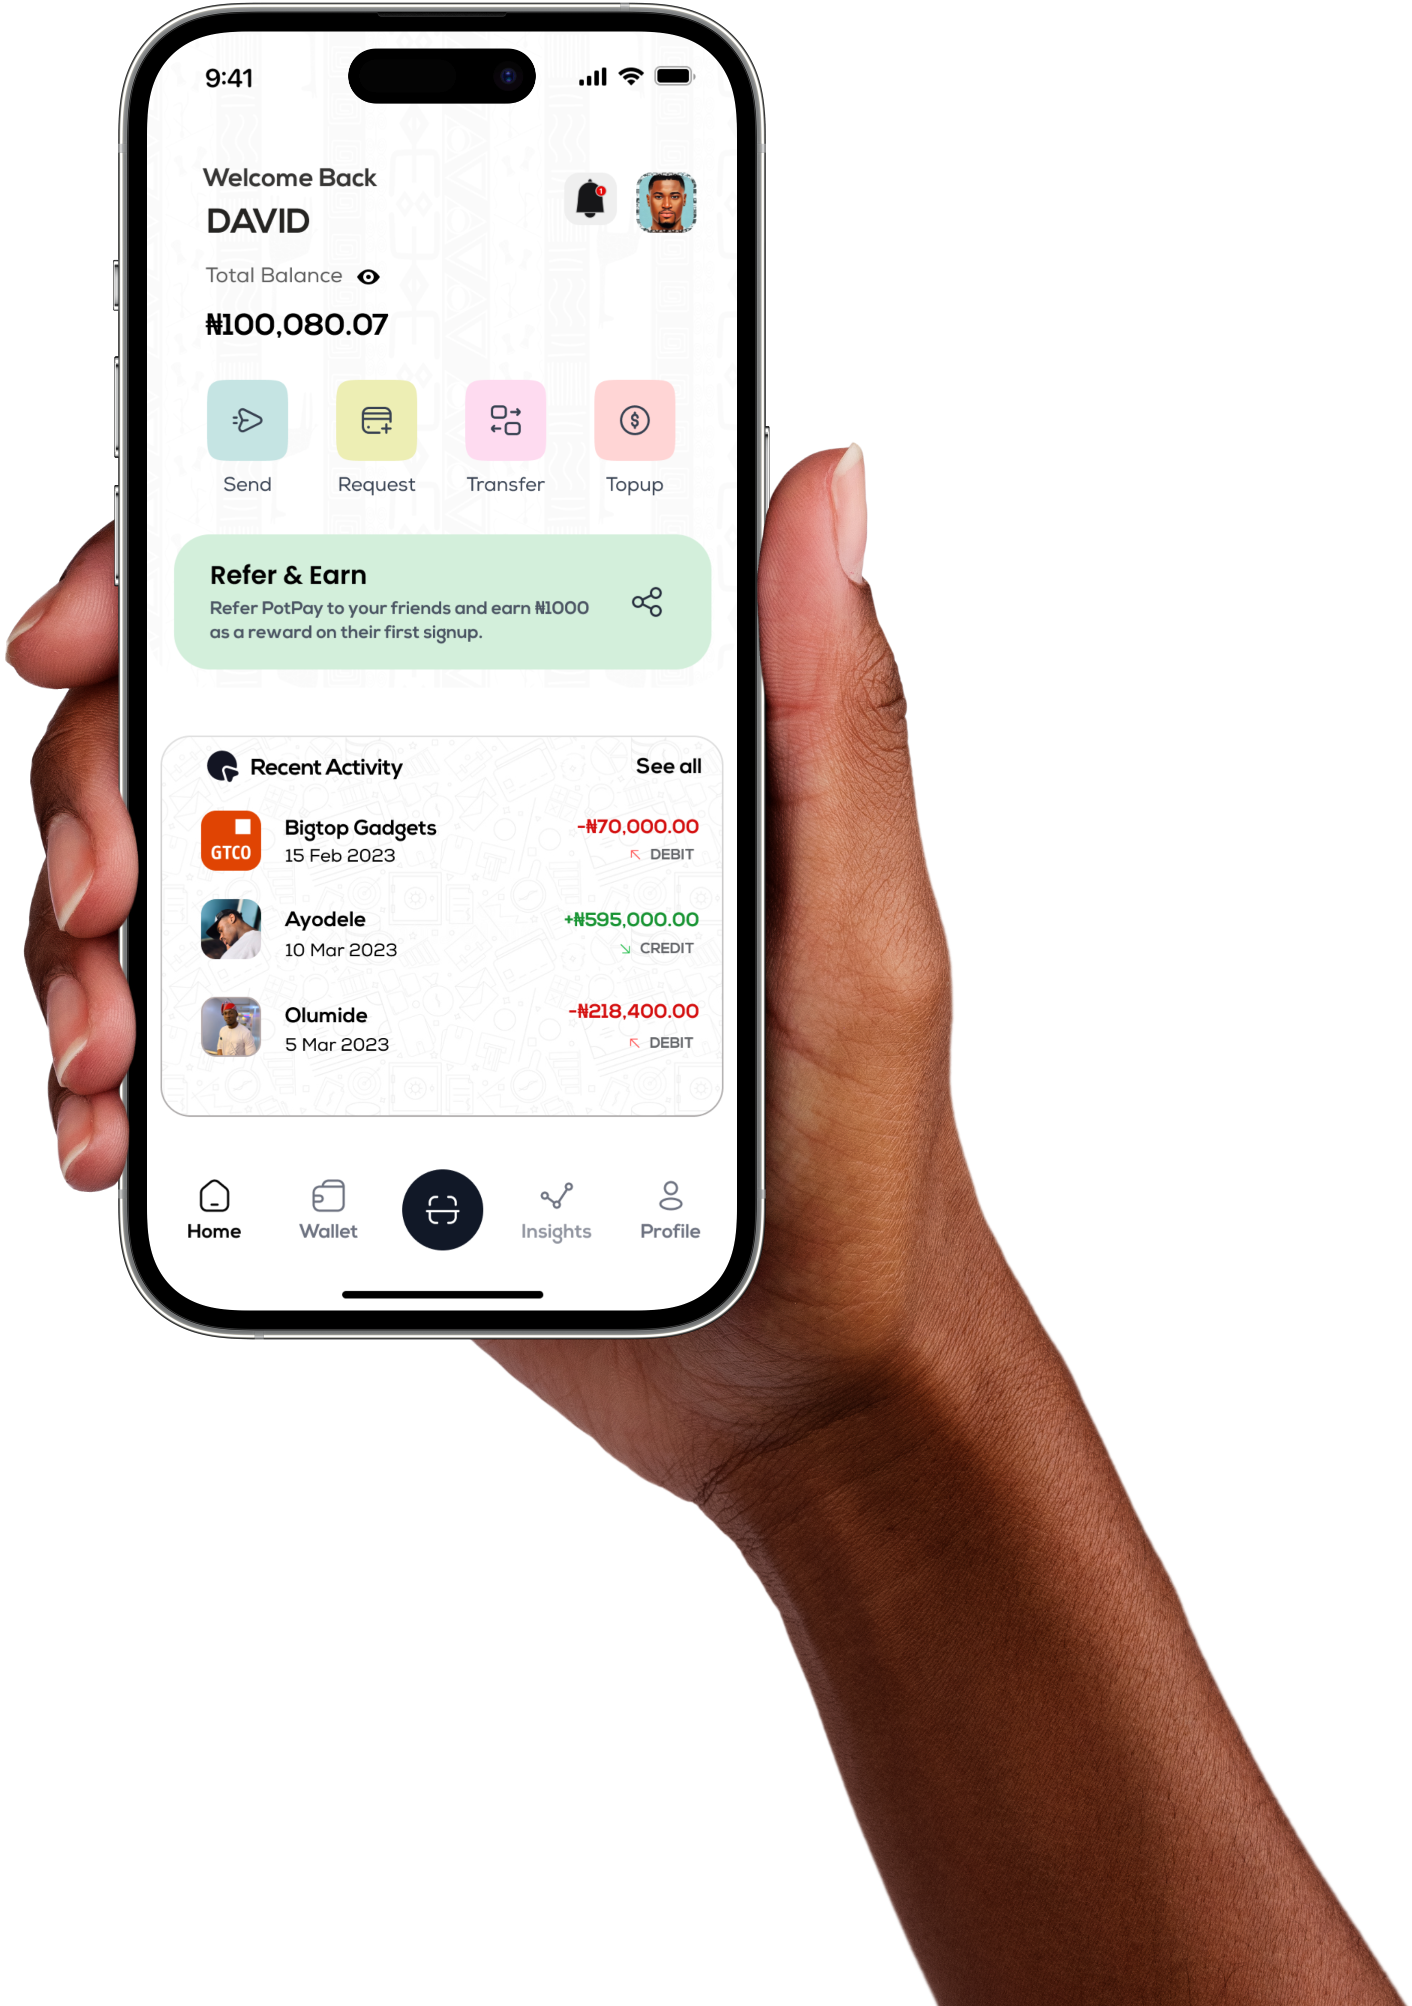 9:41
Welcome Back
1
DAVID
Total Balance
₦100,080.07
Send Request Transfer Topup
Refer & Earn
Refer PotPay to your friends and earn ₦1000
as a reward on their first signup.
Recent Activity See all
GTCO
Bigtop Gadgets -₦70,000.00
15 Feb 2023 DEBIT
Ayodele +₦595,000.00
10 Mar 2023 CREDIT
Olumide -₦218,400.00
5 Mar 2023 DEBIT
Home Wallet Insights Profile